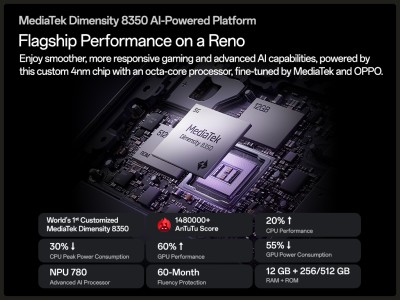 MediaTek Dimensity 8350 AI-Powered Platform
Flagship Performance on a Reno
Enjoy smoother, more responsive gaming and advanced AI capabilities, powered by
this custom 4nm chip with an octa-core processor, fine-tuned by MediaTek and OPPO.
5G
12GB
512
ROM
MediaTek
Dimensity 8350
World's 1st Customized
MediaTek Dimensity 8350
1480000+
AnTuTu Score
20% ↑
CPU Performance
30% ↓
CPU Peak Power Consumption
60% ↑
GPU Performance
55% ↓
GPU Power Consumption
NPU 780
Advanced AI Processor
60-Month
Fluency Protection
12 GB + 256/512 GB
RAM + ROM